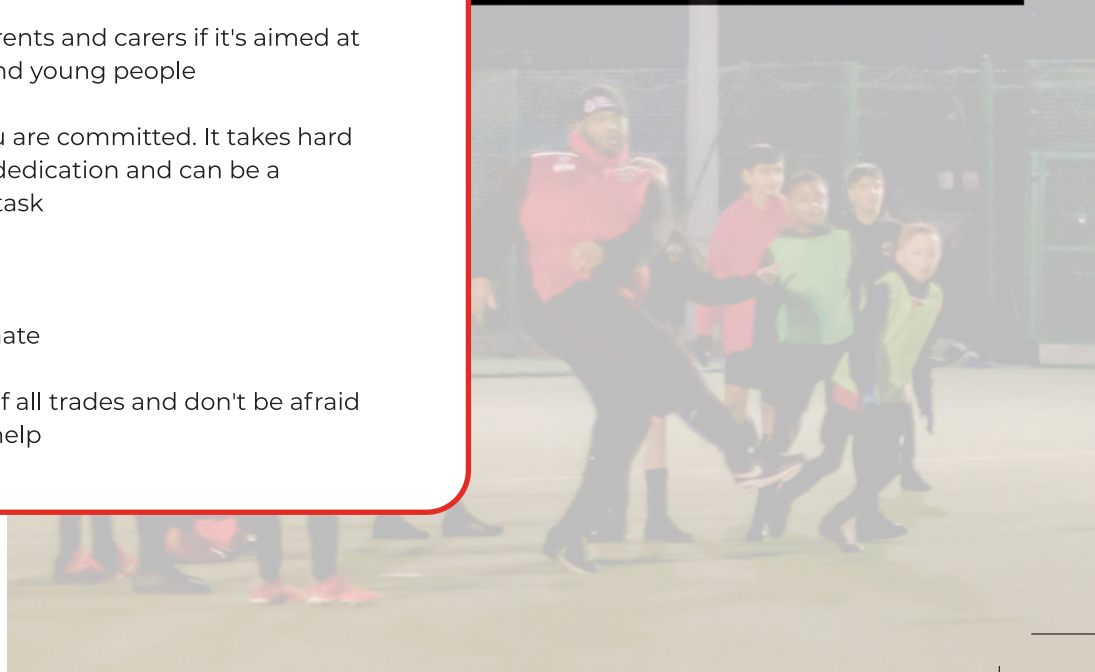 rents and carers if it's aimed at
nd young people
u are committed. It takes hard
dedication and can be a
task
ate
f all trades and don't be afraid
help